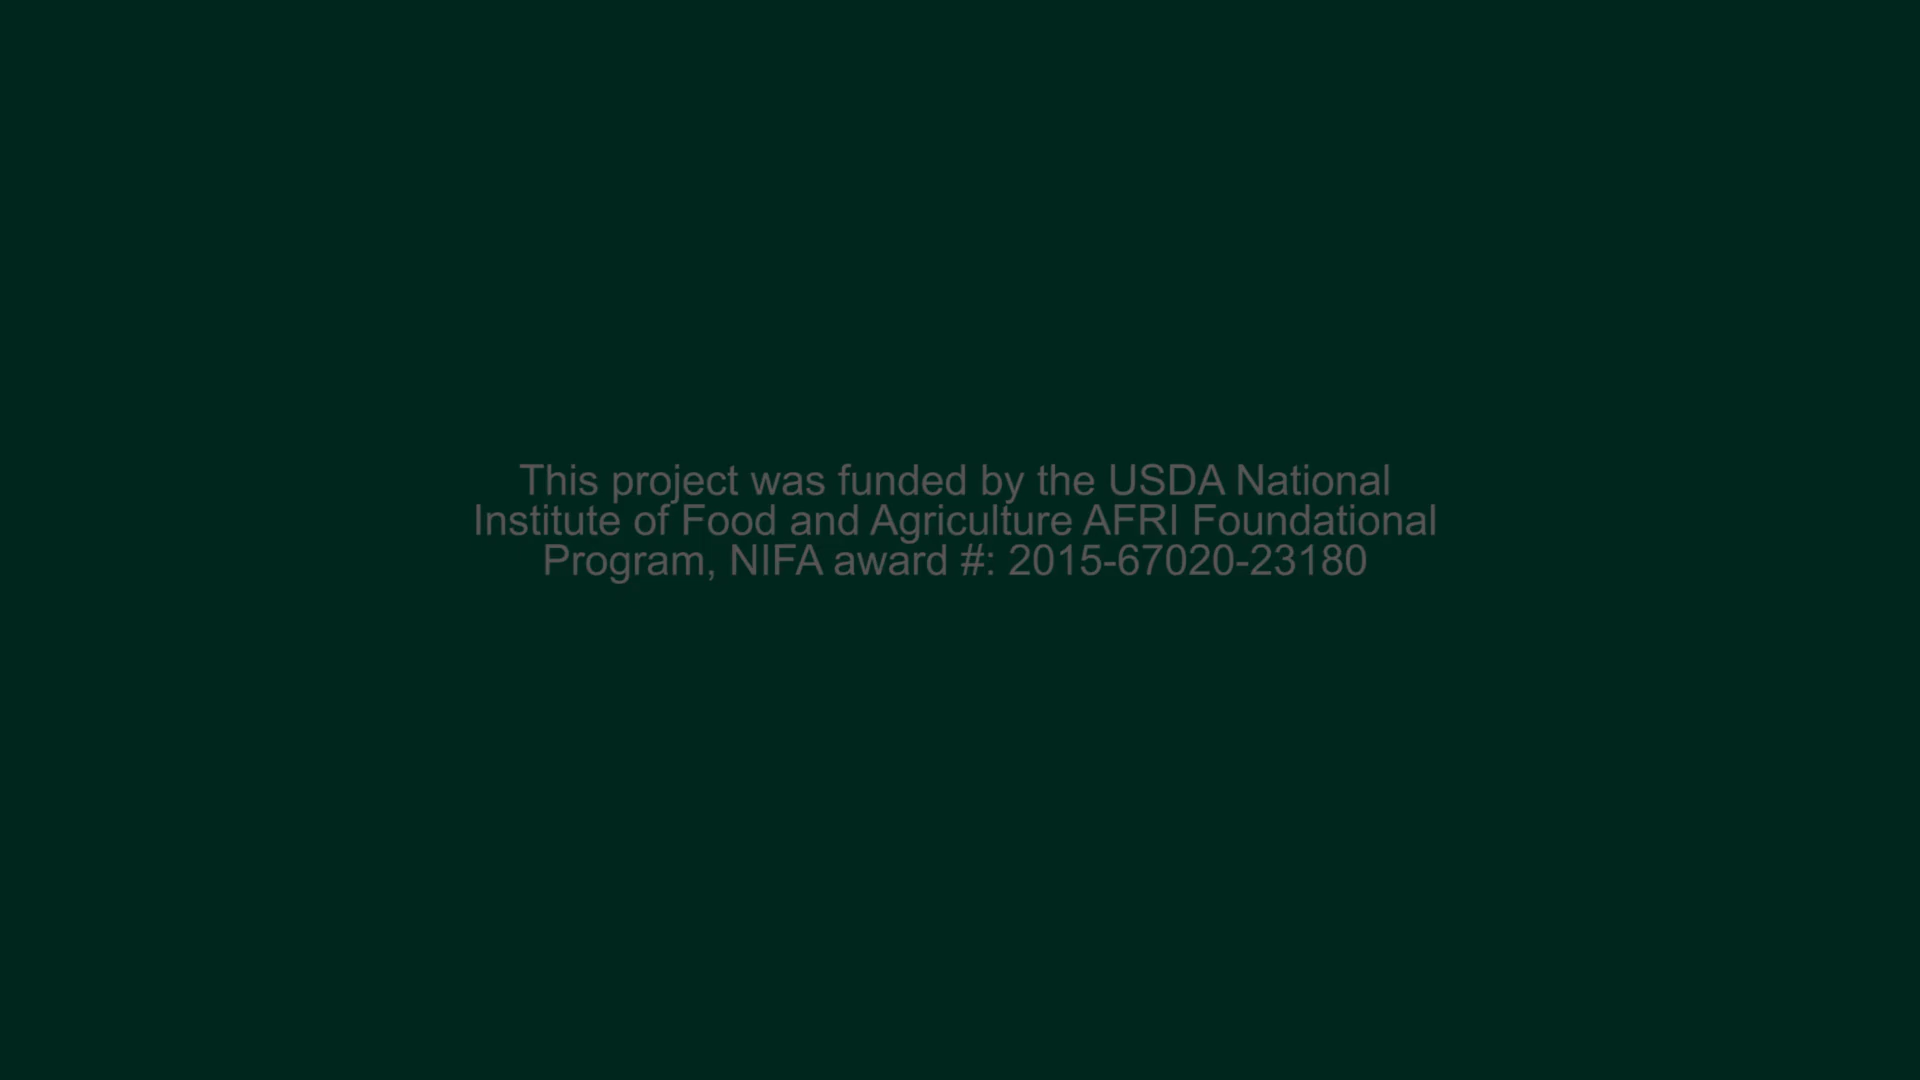 This project was funded by the USDA National
Institute of Food and Agriculture AFRI Foundational
Program, NIFA award #: 2015-67020-23180